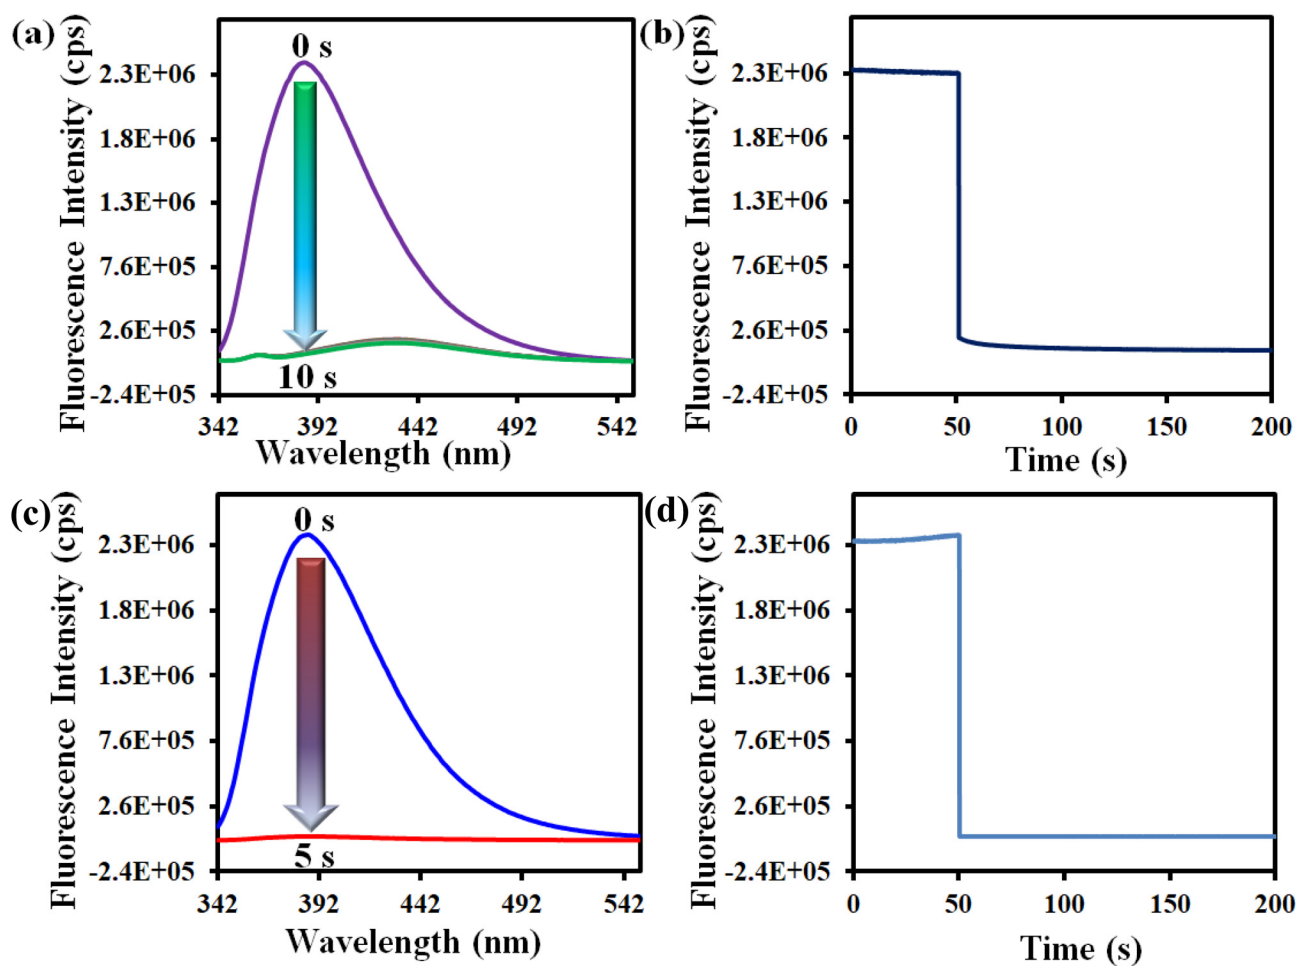 (a)
Fluorescence Intensity (cps)
2.3E+06
1.8E+06
1.3E+06
7.6E+05
2.6E+05
-2.4E+05
0 s
10 s
342 392 442 492 542
Wavelength (nm)
(b)
Fluorescence Intensity (cps)
2.3E+06
1.8E+06
1.3E+06
7.6E+05
2.6E+05
-2.4E+05
0 50 100 150 200
Time (s)
(c)
Fluorescence Intensity (cps)
2.3E+06
1.8E+06
1.3E+06
7.6E+05
2.6E+05
-2.4E+05
0 s
5 s
342 392 442 492 542
Wavelength (nm)
(d)
Fluorescence Intensity (cps)
2.3E+06
1.8E+06
1.3E+06
7.6E+05
2.6E+05
-2.4E+05
0 50 100 150 200
Time (s)